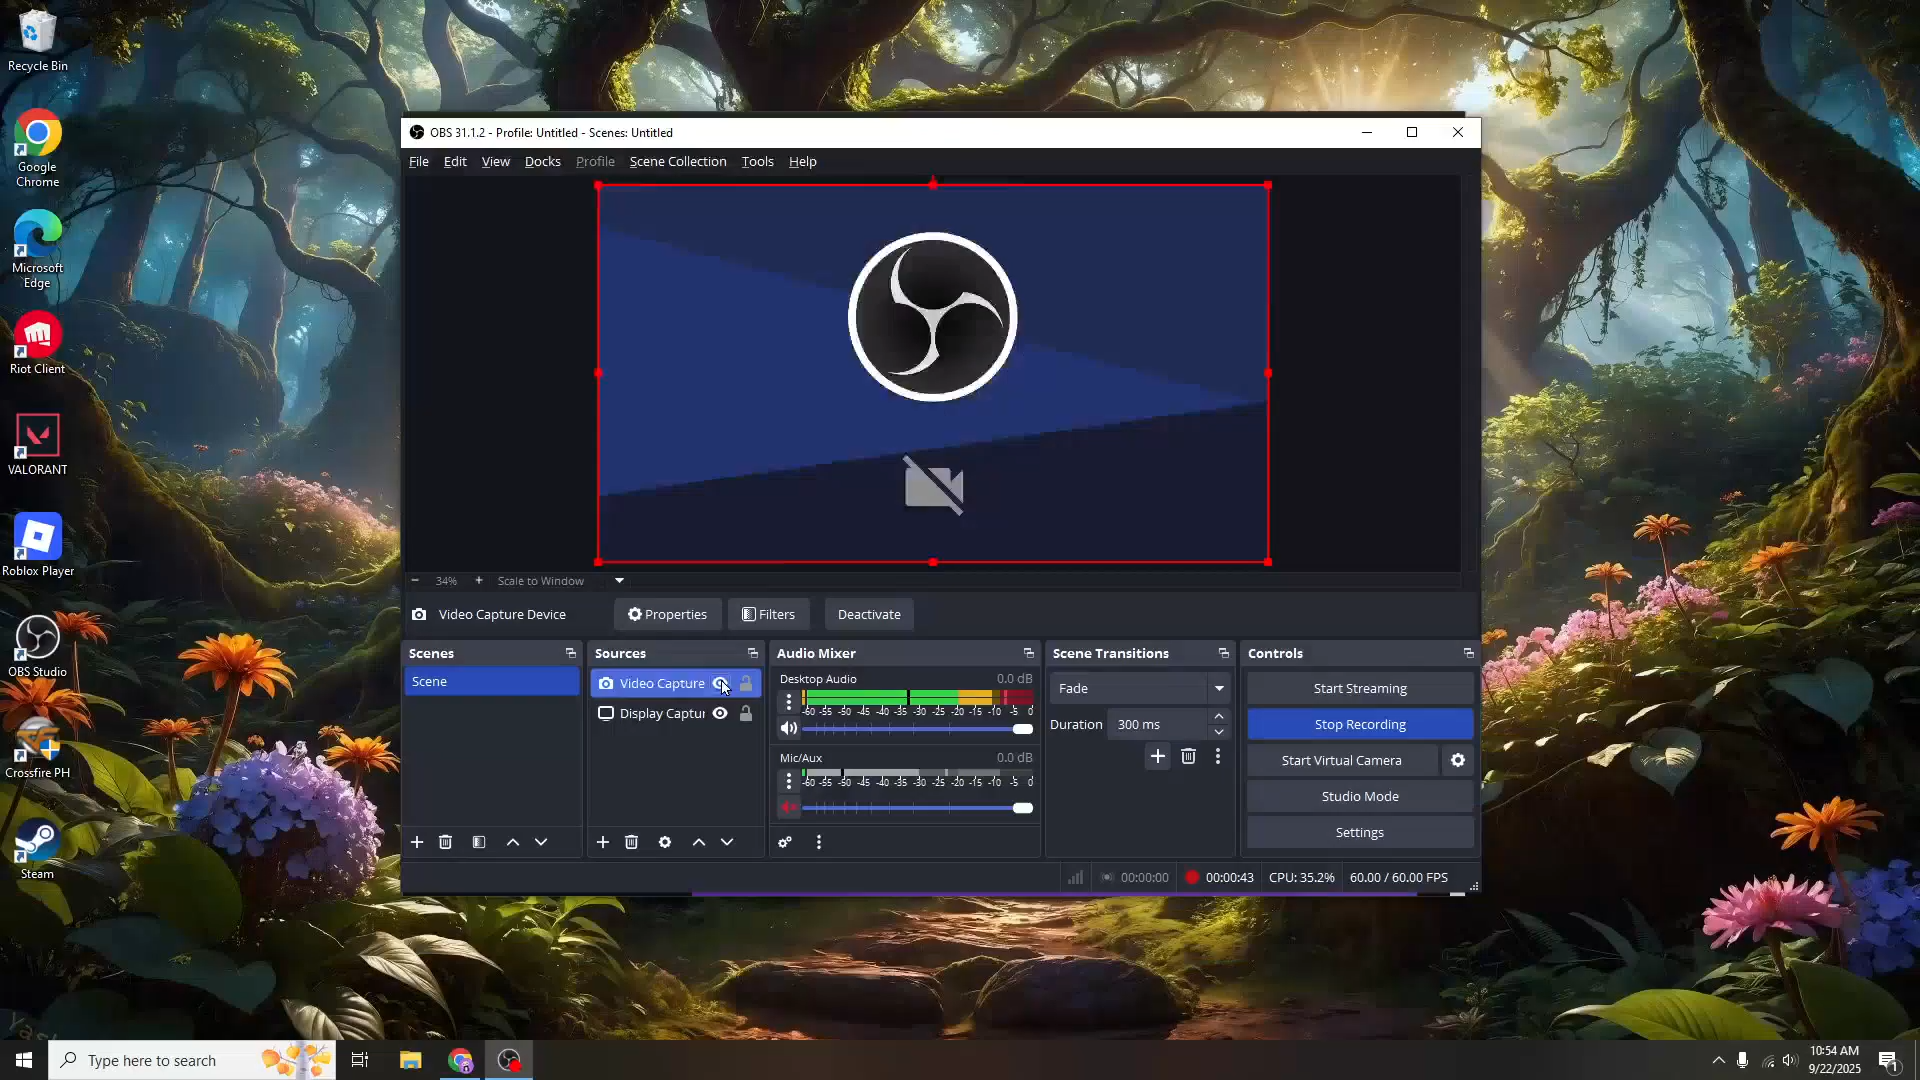 Recycle Bin
Google
Chrome
Microsoft
Edge
Riot Client
VALORANT
Roblox Player
OBS Studio
Crossfire PH
Steam
OBS 31.1.2 - Profile: Untitled - Scenes: Untitled
File Edit View Docks Profile Scene Collection Tools Help
34% Scale to Window
Video Capture Device Properties Filters Deactivate
Scenes
Scene
Sources
Video Capture
Display Captur
Audio Mixer
Desktop Audio 0.0 dB
-60 -55 -50 -45 -40 -35 -30 -25 -20 -15 -10 -5 0
Mic/Aux 0.0 dB
-60 -55 -50 -45 -40 -35 -30 -25 -20 -15 -10 -5 0
Scene Transitions
Fade
Duration 300 ms
Controls
Start Streaming
Stop Recording
Start Virtual Camera
Studio Mode
Settings
00:00:00 00:00:43 CPU: 35.2% 60.00 / 60.00 FPS
Type here to search
10:54 AM
9/22/2025
1